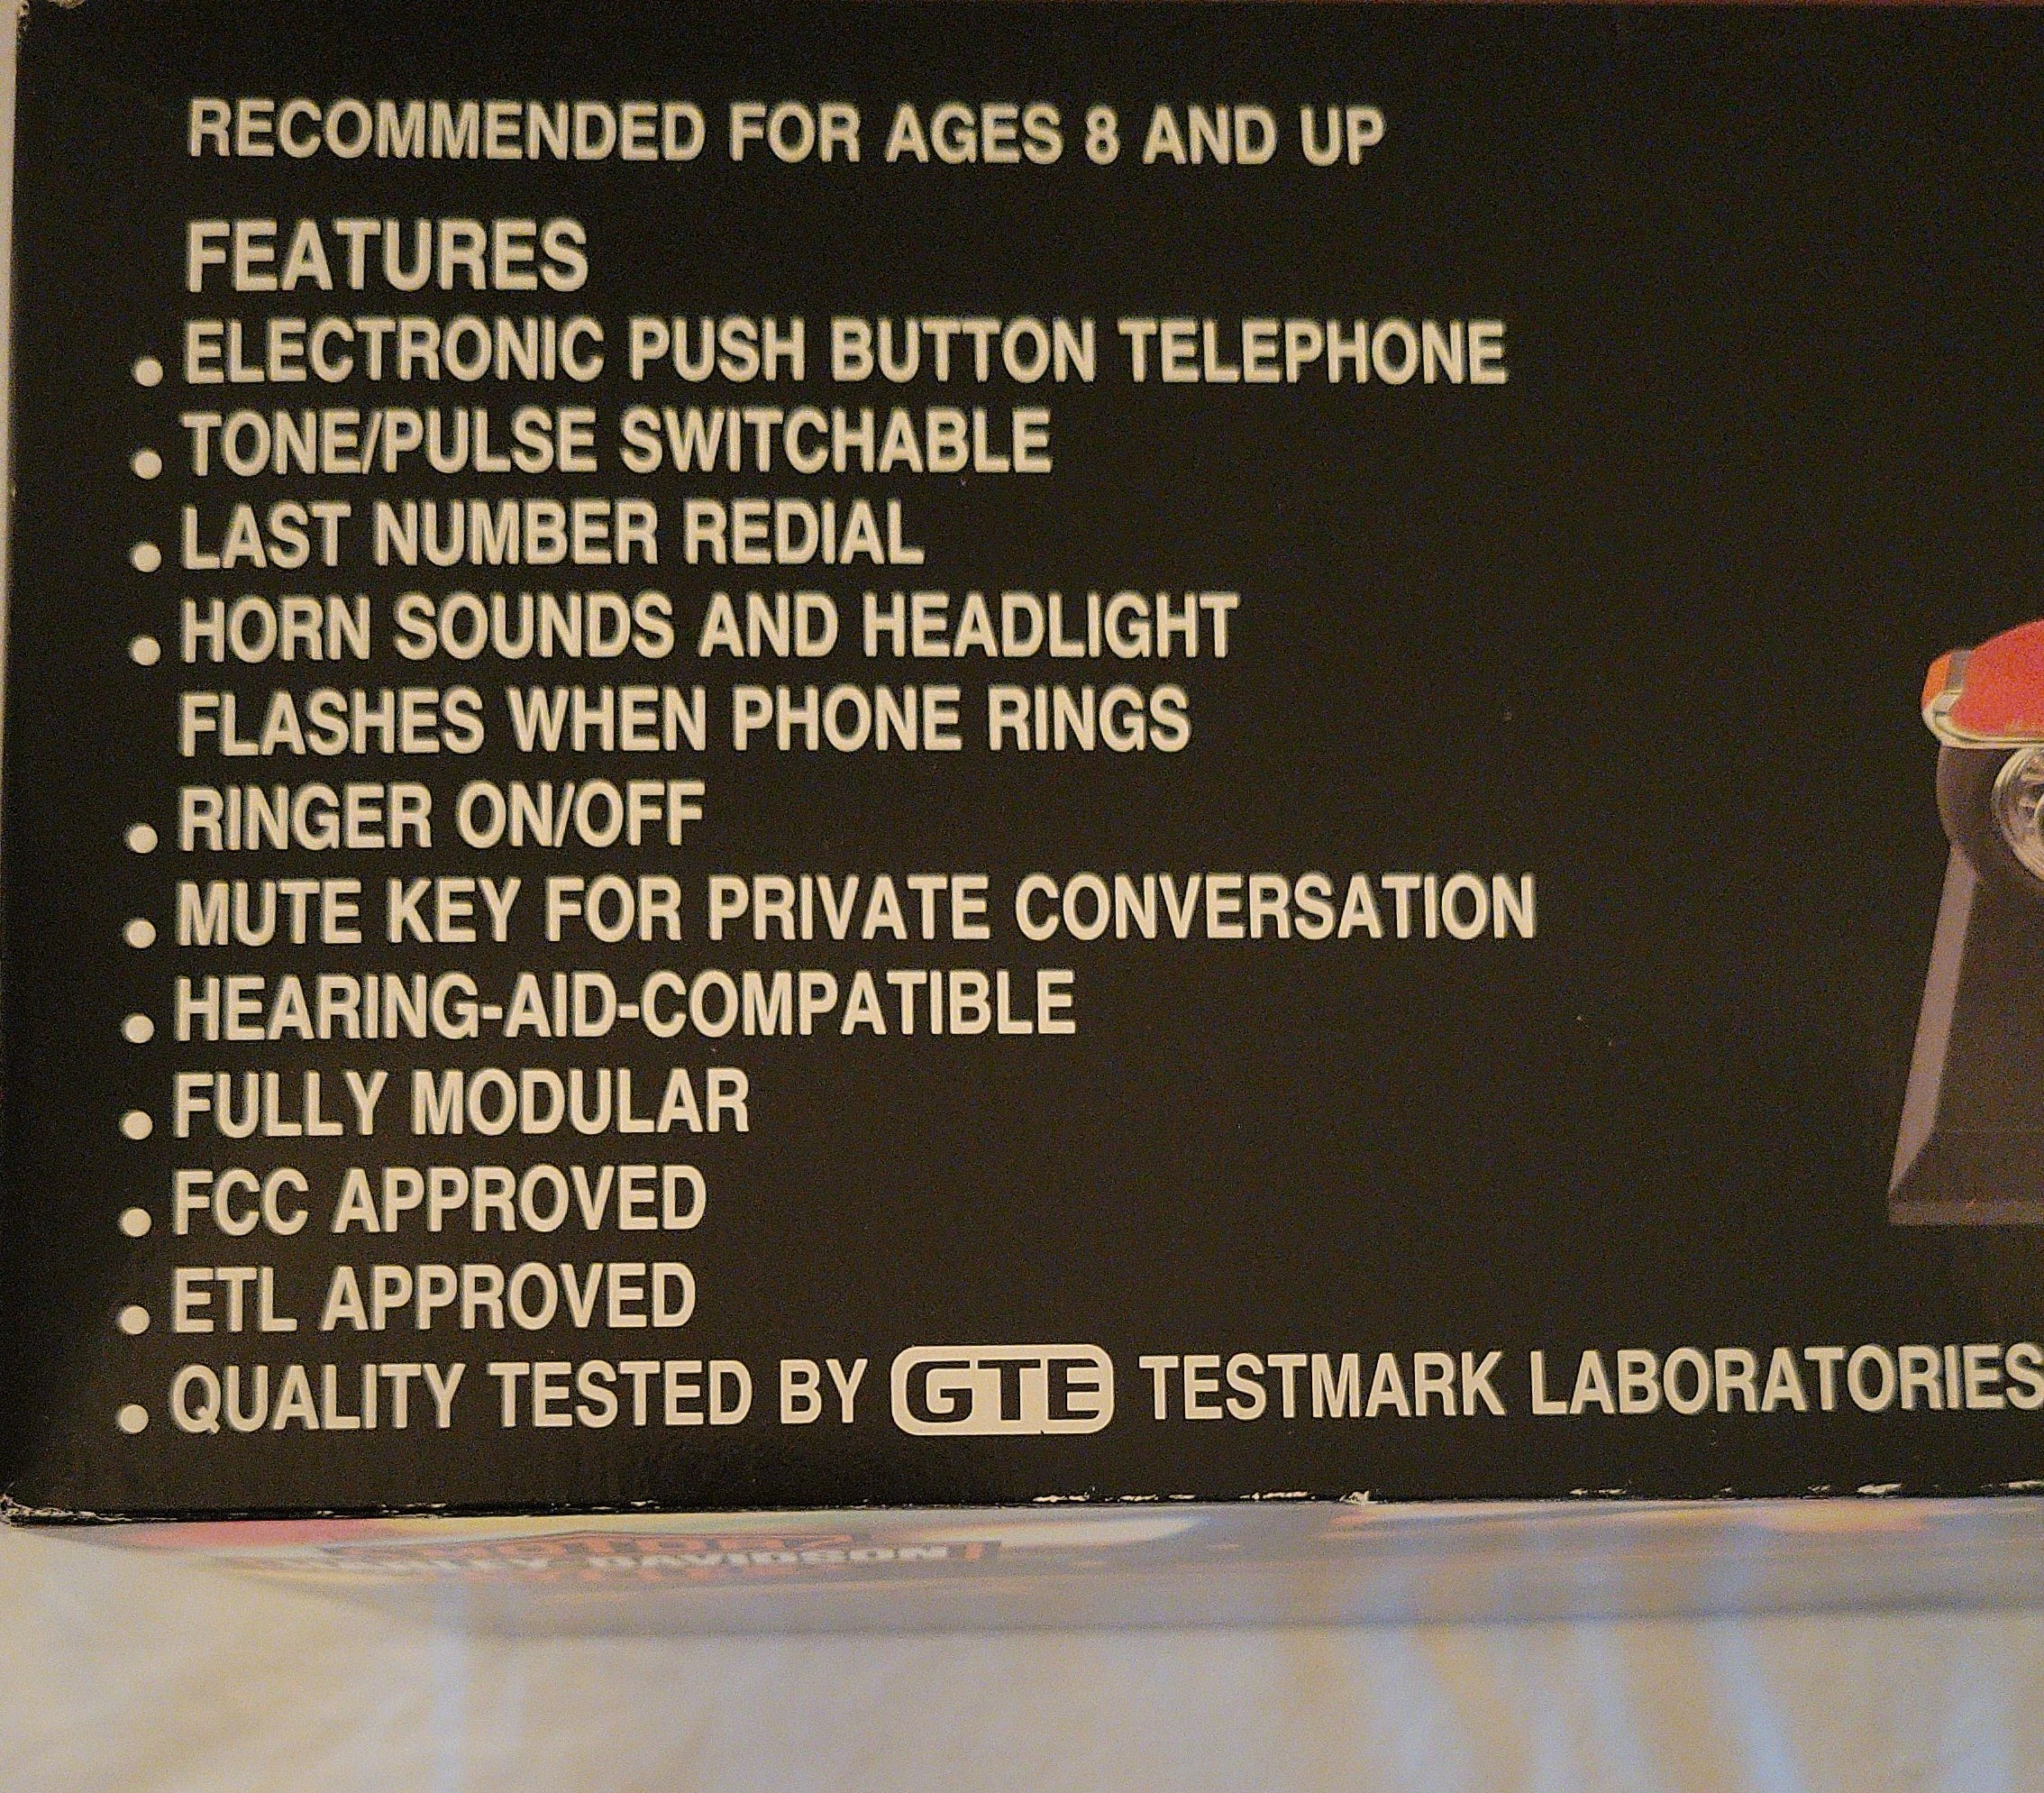 RECOMMENDED FOR AGES 8 AND UP
FEATURES
• ELECTRONIC PUSH BUTTON TELEPHONE
• TONE/PULSE SWITCHABLE
• LAST NUMBER REDIAL
• HORN SOUNDS AND HEADLIGHT
FLASHES WHEN PHONE RINGS
• RINGER ON/OFF
• MUTE KEY FOR PRIVATE CONVERSATION
• HEARING-AID-COMPATIBLE
• FULLY MODULAR
• FCC APPROVED
• ETL APPROVED
• QUALITY TESTED BY GTE TESTMARK LABORATORIES
DAVIDSON